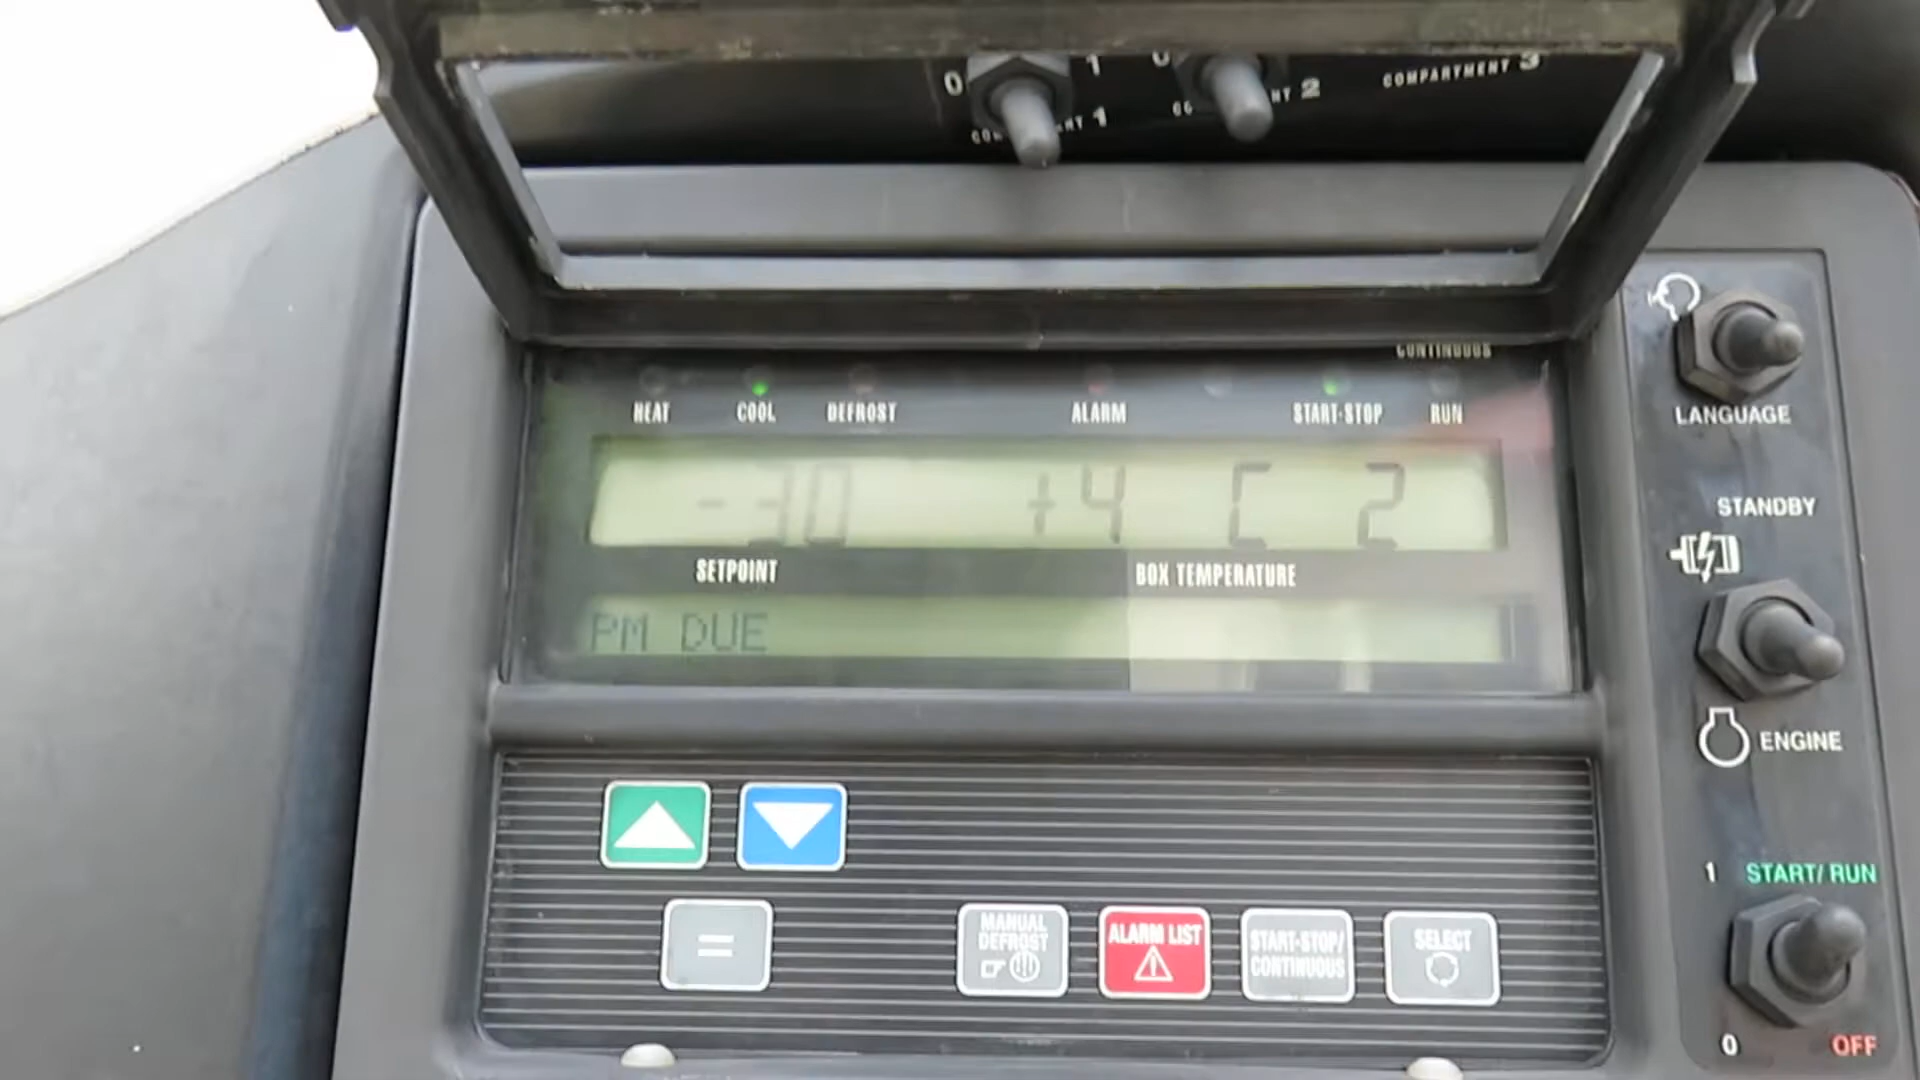 0 1 0 COMPARTMENT 3
COMPARTMENT 1 2
CONTINUOUS
HEAT COOL DEFROST ALARM START-STOP RUN
-30 +4 C 2
SETPOINT BOX TEMPERATURE
PM DUE
LANGUAGE
STANDBY
ENGINE
1 START/RUN
0 OFF
=
MANUAL
DEFROST
ALARM LIST
START-STOP/
CONTINUOUS
SELECT